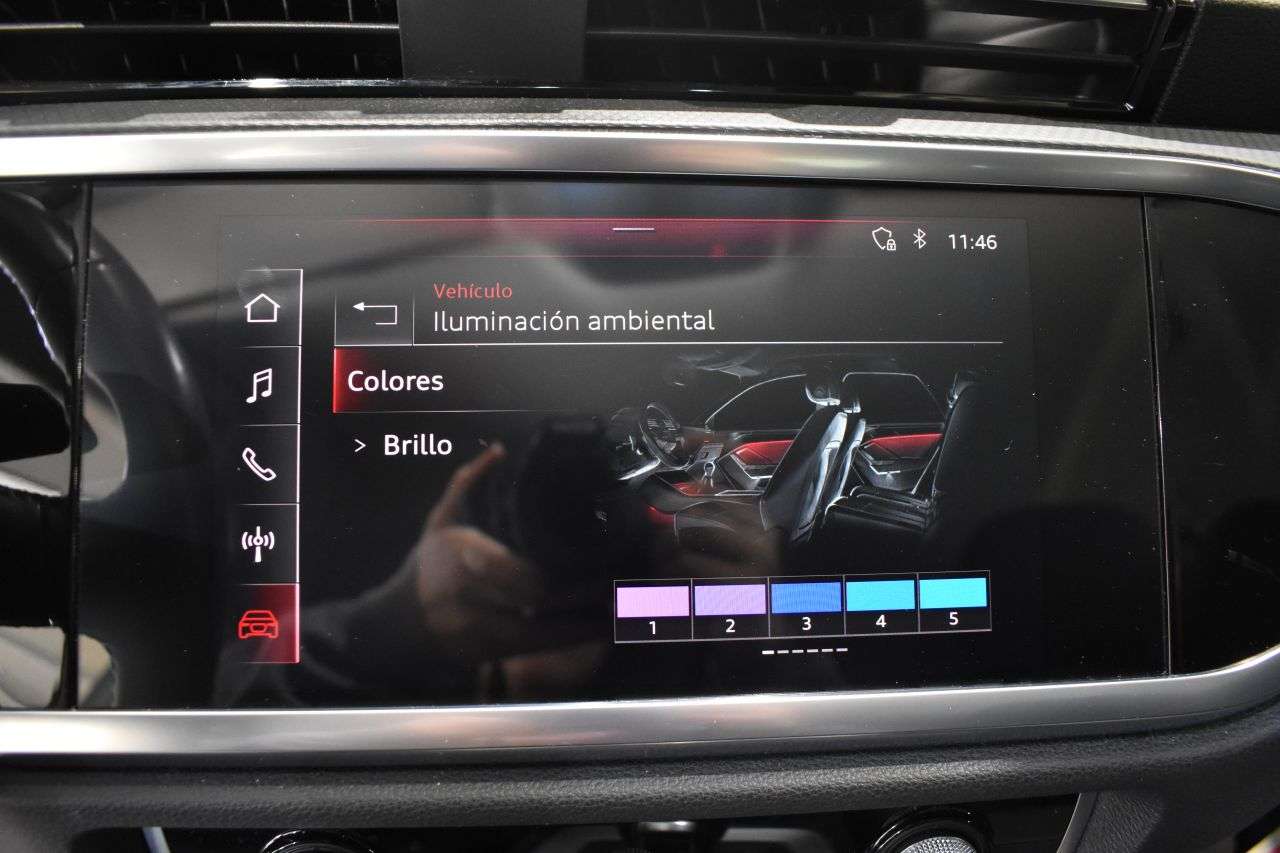 11:46
Vehículo
Iluminación ambiental
Colores
> Brillo
1 2 3 4 5